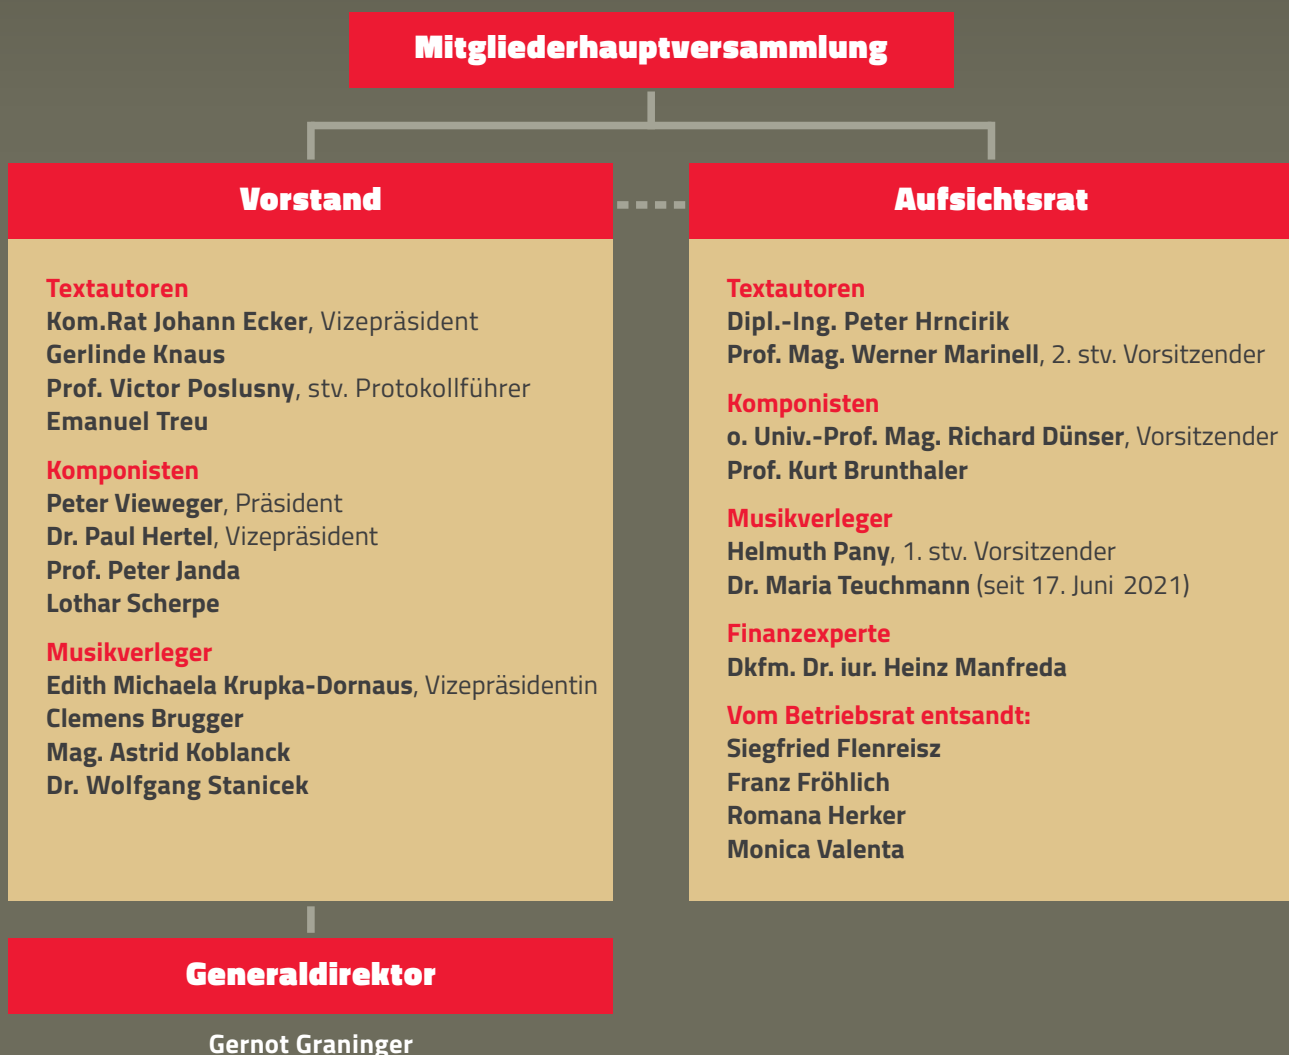 Mitgliederhauptversammlung
Vorstand
Textautoren
Kom.Rat Johann Ecker, Vizepräsident
Gerlinde Knaus
Prof. Victor Poslusny, stv. Protokollführer
Emanuel Treu
Komponisten
Peter Vieweger, Präsident
Dr. Paul Hertel, Vizepräsident
Prof. Peter Janda
Lothar Scherpe
Musikverleger
Edith Michaela Krupka-Dornaus, Vizepräsidentin
Clemens Brugger
Mag. Astrid Koblanck
Dr. Wolfgang Stanicek
Aufsichtsrat
Textautoren
Dipl.-Ing. Peter Hrncirik
Prof. Mag. Werner Marinell, 2. stv. Vorsitzender
Komponisten
o. Univ.-Prof. Mag. Richard Dünser, Vorsitzender
Prof. Kurt Brunthaler
Musikverleger
Helmuth Pany, 1. stv. Vorsitzender
Dr. Maria Teuchmann (seit 17. Juni 2021)
Finanzexperte
Dkfm. Dr. iur. Heinz Manfreda
Vom Betriebsrat entsandt:
Siegfried Flenreisz
Franz Fröhlich
Romana Herker
Monica Valenta
Generaldirektor
Gernot Graninger